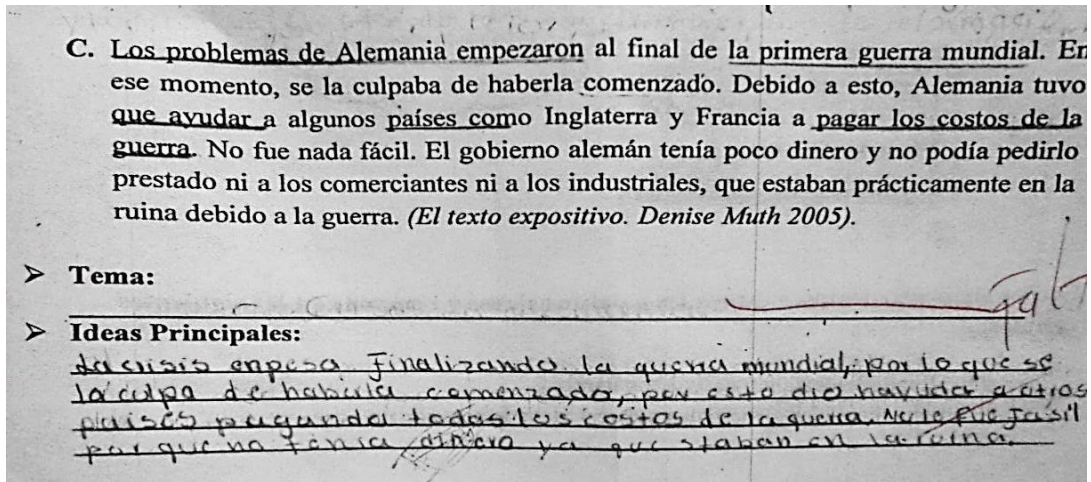 C. Los problemas de Alemania empezaron al final de la primera guerra mundial. En
ese momento, se la culpaba de haberla comenzado. Debido a esto, Alemania tuvo
que ayudar a algunos países como Inglaterra y Francia a pagar los costos de la
guerra. No fue nada fácil. El gobierno alemán tenía poco dinero y no podía pedirlo
prestado ni a los comerciantes ni a los industriales, que estaban prácticamente en la
ruina debido a la guerra. (El texto expositivo. Denise Muth 2005).
➢ Tema:
➢ Ideas Principales:
La crisis enpesa Finalizando la guerra mundial, por lo que se
la culpa de haberla comenzado, por esto dio hayuda a otros
paises pagando todos los costos de la guerra. No le fue fasil
porque no tenia dinero ya que staban en la ruina.